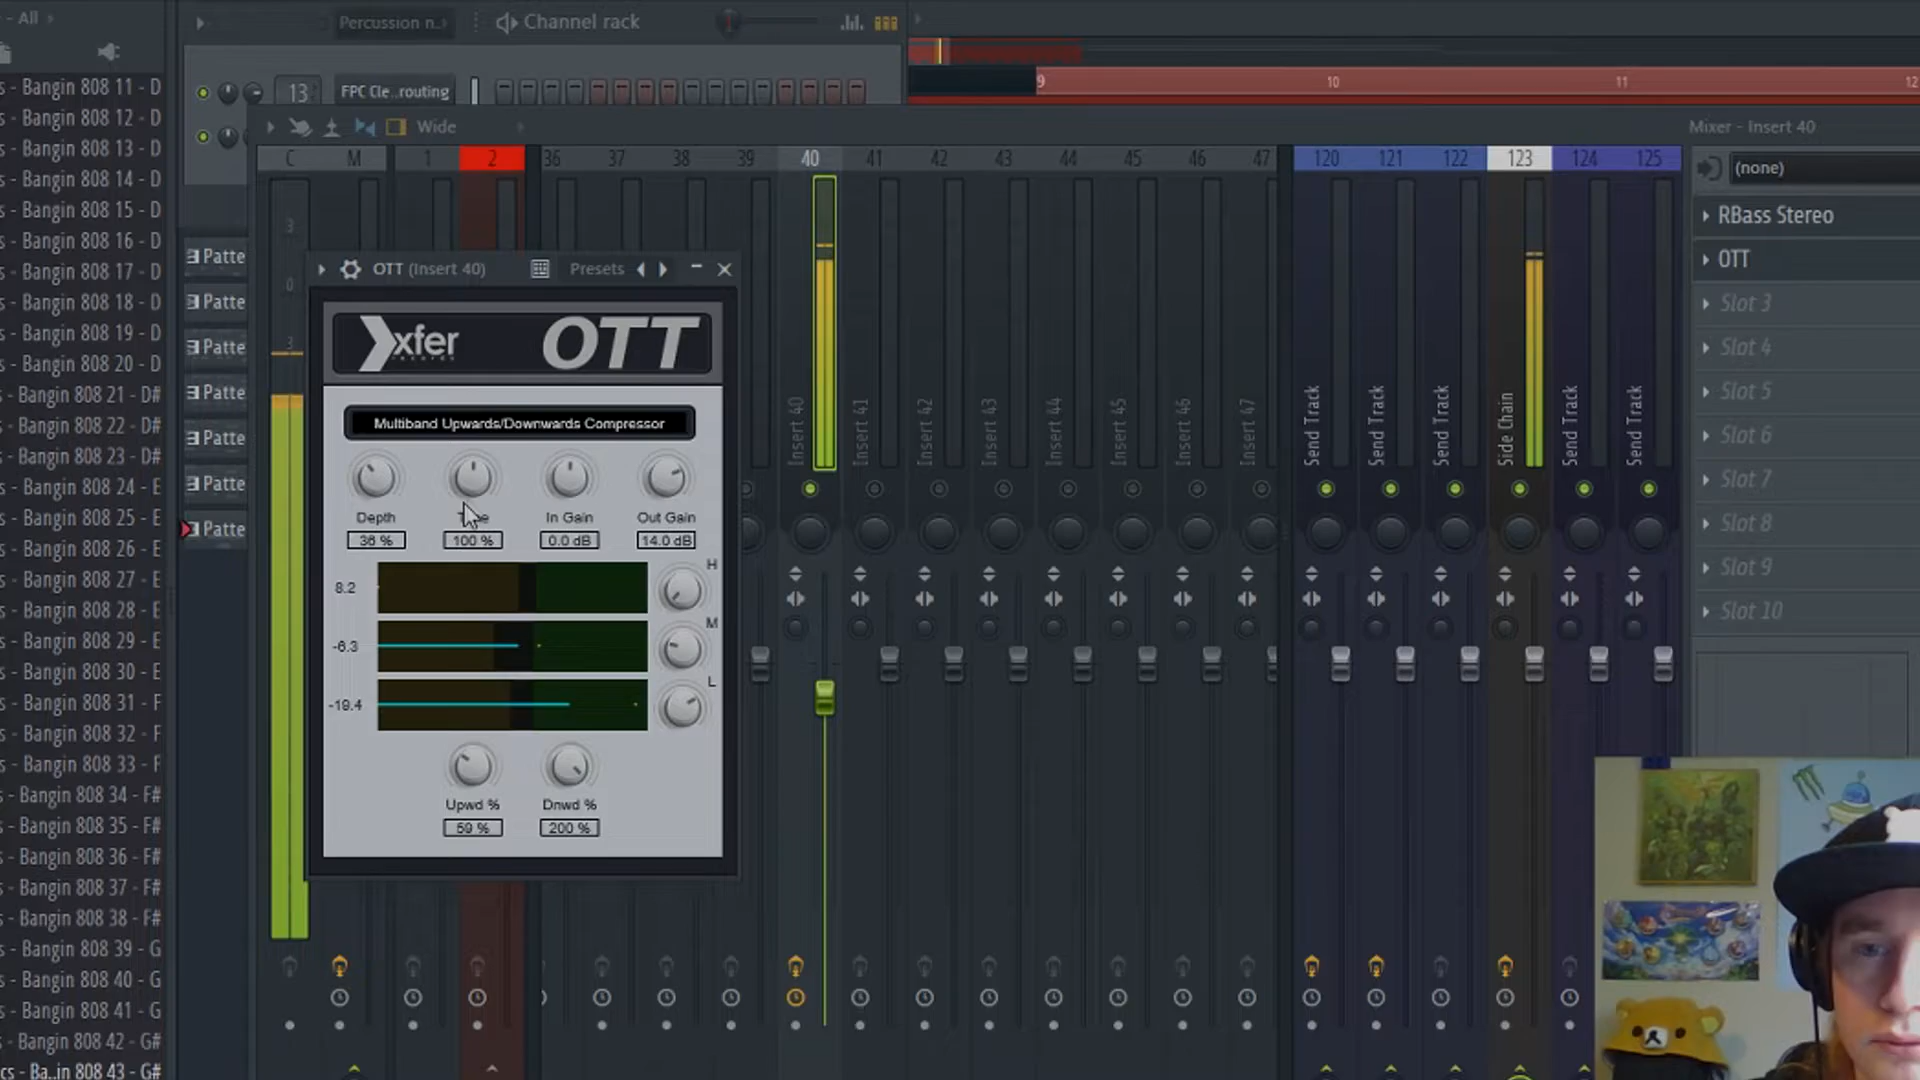 All
s - Bangin 808 11 - D
s - Bangin 808 12 - D
s - Bangin 808 13 - D
s - Bangin 808 14 - D
s - Bangin 808 15 - D
s - Bangin 808 16 - D
s - Bangin 808 17 - D
s - Bangin 808 18 - D
s - Bangin 808 19 - D
s - Bangin 808 20 - D
s - Bangin 808 21 - D#
s - Bangin 808 22 - D#
s - Bangin 808 23 - D#
s - Bangin 808 24 - E
s - Bangin 808 25 - E
s - Bangin 808 26 - E
s - Bangin 808 27 - E
s - Bangin 808 28 - E
s - Bangin 808 29 - E
s - Bangin 808 30 - E
s - Bangin 808 31 - F
s - Bangin 808 32 - F
s - Bangin 808 33 - F
s - Bangin 808 34 - F#
s - Bangin 808 35 - F#
s - Bangin 808 36 - F#
s - Bangin 808 37 - F#
s - Bangin 808 38 - F#
s - Bangin 808 39 - G
s - Bangin 808 40 - G
s - Bangin 808 41 - G
s - Bangin 808 42 - G#
cs - Ba..in 808 43 - G#
Percussion n..
Channel rack
13
FPC Cle..routing
9
10
11
12
Wide
Mixer - Insert 40
C M 1 2 36 37 38 39 40 41 42 43 44 45 46 47 120 121 122 123 124 125
3
0
3
Patte
Patte
Patte
Patte
Patte
Patte
Patte
OTT (Insert 40)
Presets
xfer
RECORDS
OTT
Multiband Upwards/Downwards Compressor
Depth
In Gain
Out Gain
36 %
100 %
0.0 dB
14.0 dB
8.2
H
-6.3
M
-19.4
L
Upwd %
Dnwd %
59 %
200 %
Insert 40
Insert 41
Insert 42
Insert 43
Insert 44
Insert 45
Insert 46
Insert 47
Send Track
Send Track
Send Track
Side Chain
Send Track
Send Track
(none)
RBass Stereo
OTT
Slot 3
Slot 4
Slot 5
Slot 6
Slot 7
Slot 8
Slot 9
Slot 10